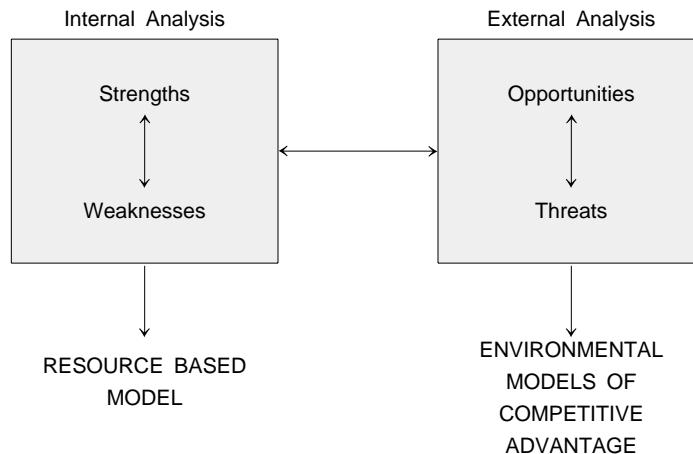 Internal Analysis
Strengths
Weaknesses
RESOURCE BASED
MODEL
External Analysis
Opportunities
Threats
ENVIRONMENTAL
MODELS OF
COMPETITIVE
ADVANTAGE